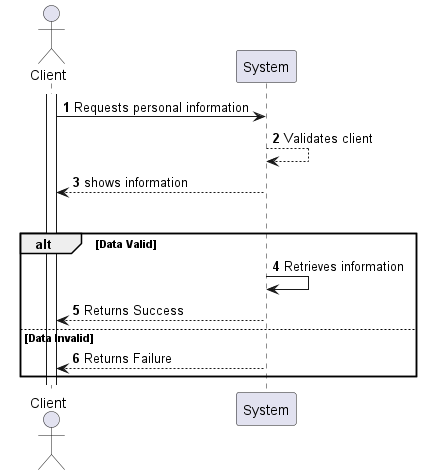 Client
System
1 Requests personal information
2 Validates client
3 shows information
alt [Data Valid]
4 Retrieves information
5 Returns Success
[Data Invalid]
6 Returns Failure
Client
System